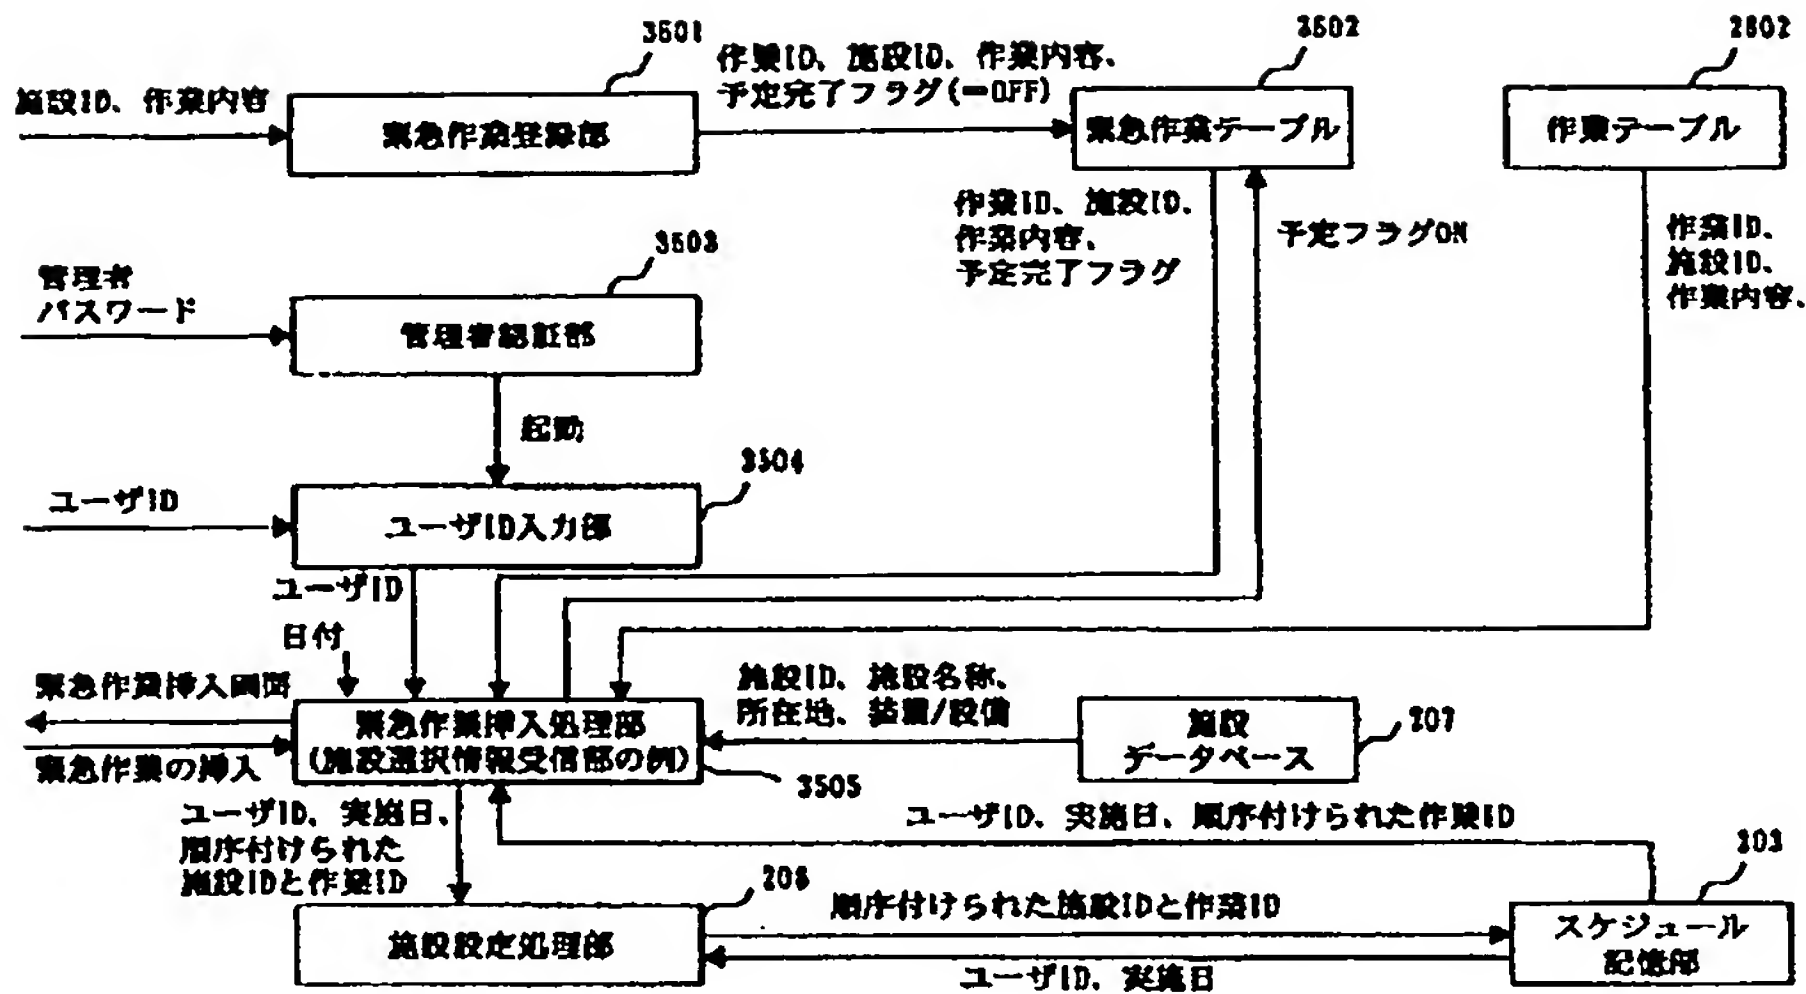 3501
3502
2802
施設ID、作業内容
緊急作業登録部
作業ID、施設ID、作業内容、
予定完了フラグ(=OFF)
緊急作業テーブル
作業テーブル
作業ID、施設ID、
作業内容、
予定完了フラグ
予定フラグON
作業ID、
施設ID、
作業内容、
3503
管理者
パスワード
管理者認証部
起動
3504
ユーザID
ユーザID入力部
ユーザID
日付
緊急作業挿入画面
緊急作業の挿入
緊急作業挿入処理部
(施設選択情報受信部の例)
3505
施設ID、施設名称、
所在地、装置/設備
施設
データベース
207
ユーザID、実施日、
順序付けられた
施設IDと作業ID
ユーザID、実施日、順序付けられた作業ID
203
206
施設設定処理部
順序付けられた施設IDと作業ID
ユーザID、実施日
スケジュール
記憶部